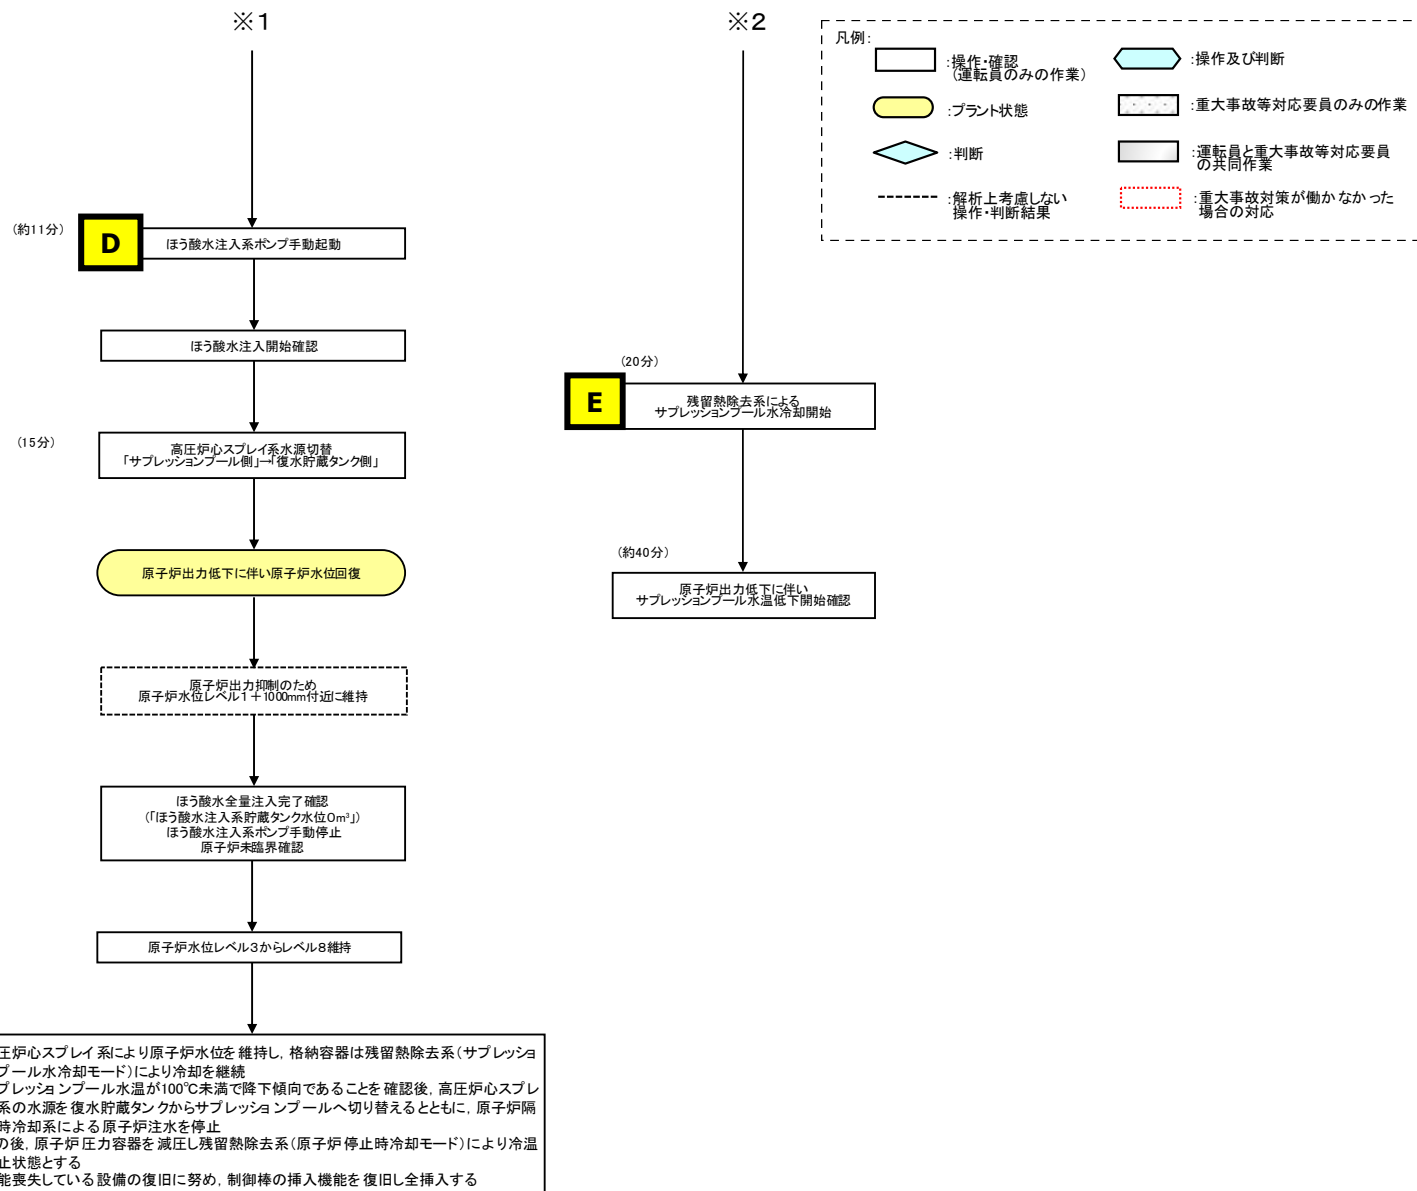 ※1
(約11分)
D
ほう酸水注入系ポンプ手動起動
ほう酸水注入開始確認
(15分)
高圧炉心スプレイ系水源切替
「サプレッションプール側」→「復水貯蔵タンク側」
原子炉出力低下に伴い原子炉水位回復
原子炉出力抑制のため
原子炉水位レベル1+1000mm付近に維持
ほう酸水全量注入完了確認
(「ほう酸水注入系貯蔵タンク水位0m³」)
ほう酸水注入系ポンプ手動停止
原子炉未臨界確認
原子炉水位レベル3からレベル8維持
圧炉心スプレイ系により原子炉水位を維持し，格納容器は残留熱除去系(サプレッショ
プール水冷却モード)により冷却を継続
プレッションプール水温が100℃未満で降下傾向であることを確認後，高圧炉心スプレ
系の水源を復水貯蔵タンクからサプレッションプールへ切り替えるとともに，原子炉隔
時冷却系による原子炉注水を停止
の後，原子炉圧力容器を減圧し残留熱除去系(原子炉停止時冷却モード)により冷温
止状態とする
能喪失している設備の復旧に努め，制御棒の挿入機能を復旧し全挿入する
※2
(20分)
E
残留熱除去系による
サプレッションプール水冷却開始
(約40分)
原子炉出力低下に伴い
サプレッションプール水温低下開始確認
凡例:
:操作・確認
(運転員のみの作業)
:プラント状態
:判断
:解析上考慮しない
操作・判断結果
:操作及び判断
:重大事故等対応要員のみの作業
:運転員と重大事故等対応要員
の共同作業
:重大事故対策が働かなかった
場合の対応